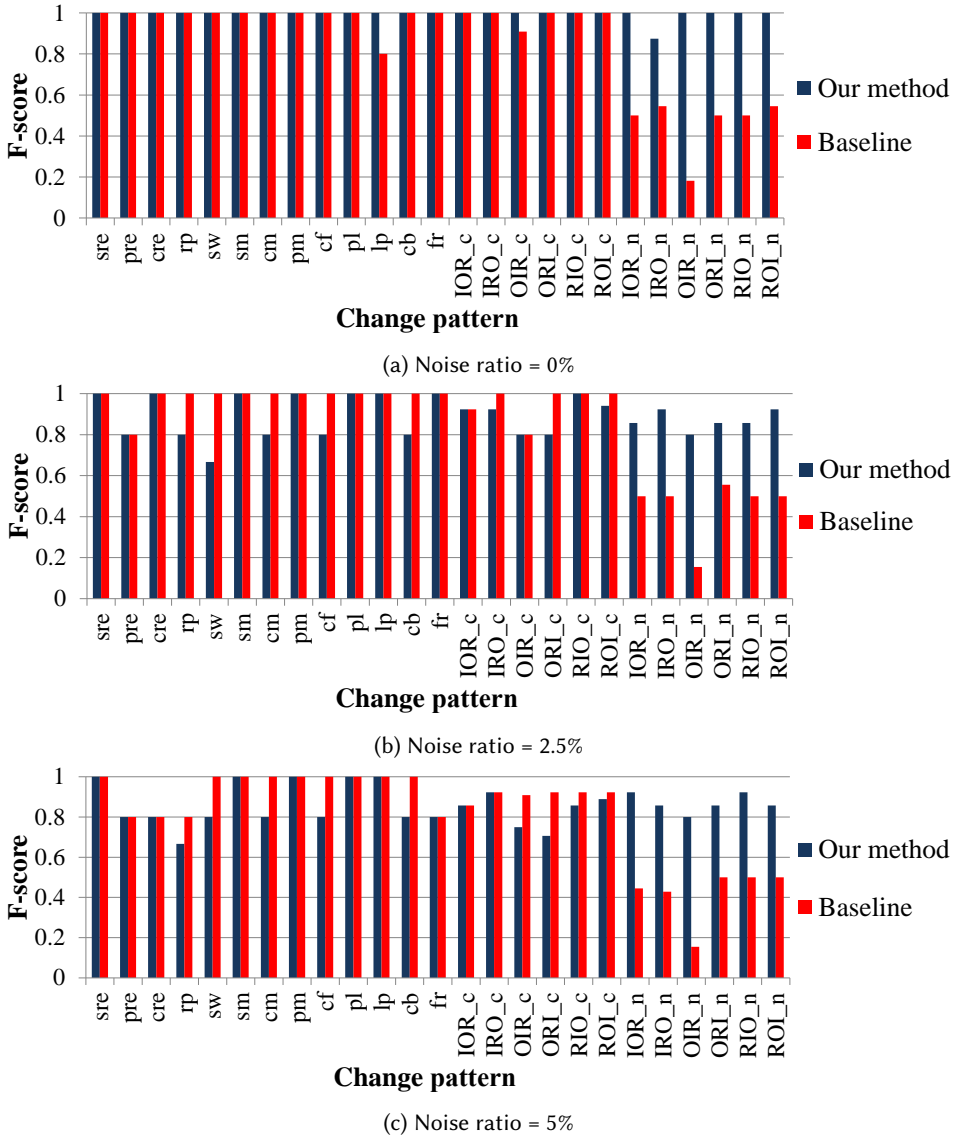 1
0.8
0.6
0.4
0.2
0
F-score
sre pre cre rp sw sm cm pm cf pl lp cb fr IOR_c IRO_c OIR_c ORI_c RIO_c ROI_c IOR_n IRO_n OIR_n ORI_n RIO_n ROI_n
Change pattern
Our method
Baseline
(a) Noise ratio = 0%
1
0.8
0.6
0.4
0.2
0
F-score
sre pre cre rp sw sm cm pm cf pl lp cb fr IOR_c IRO_c OIR_c ORI_c RIO_c ROI_c IOR_n IRO_n OIR_n ORI_n RIO_n ROI_n
Change pattern
Our method
Baseline
(b) Noise ratio = 2.5%
1
0.8
0.6
0.4
0.2
0
F-score
sre pre cre rp sw sm cm pm cf pl lp cb fr IOR_c IRO_c OIR_c ORI_c RIO_c ROI_c IOR_n IRO_n OIR_n ORI_n RIO_n ROI_n
Change pattern
Our method
Baseline
(c) Noise ratio = 5%